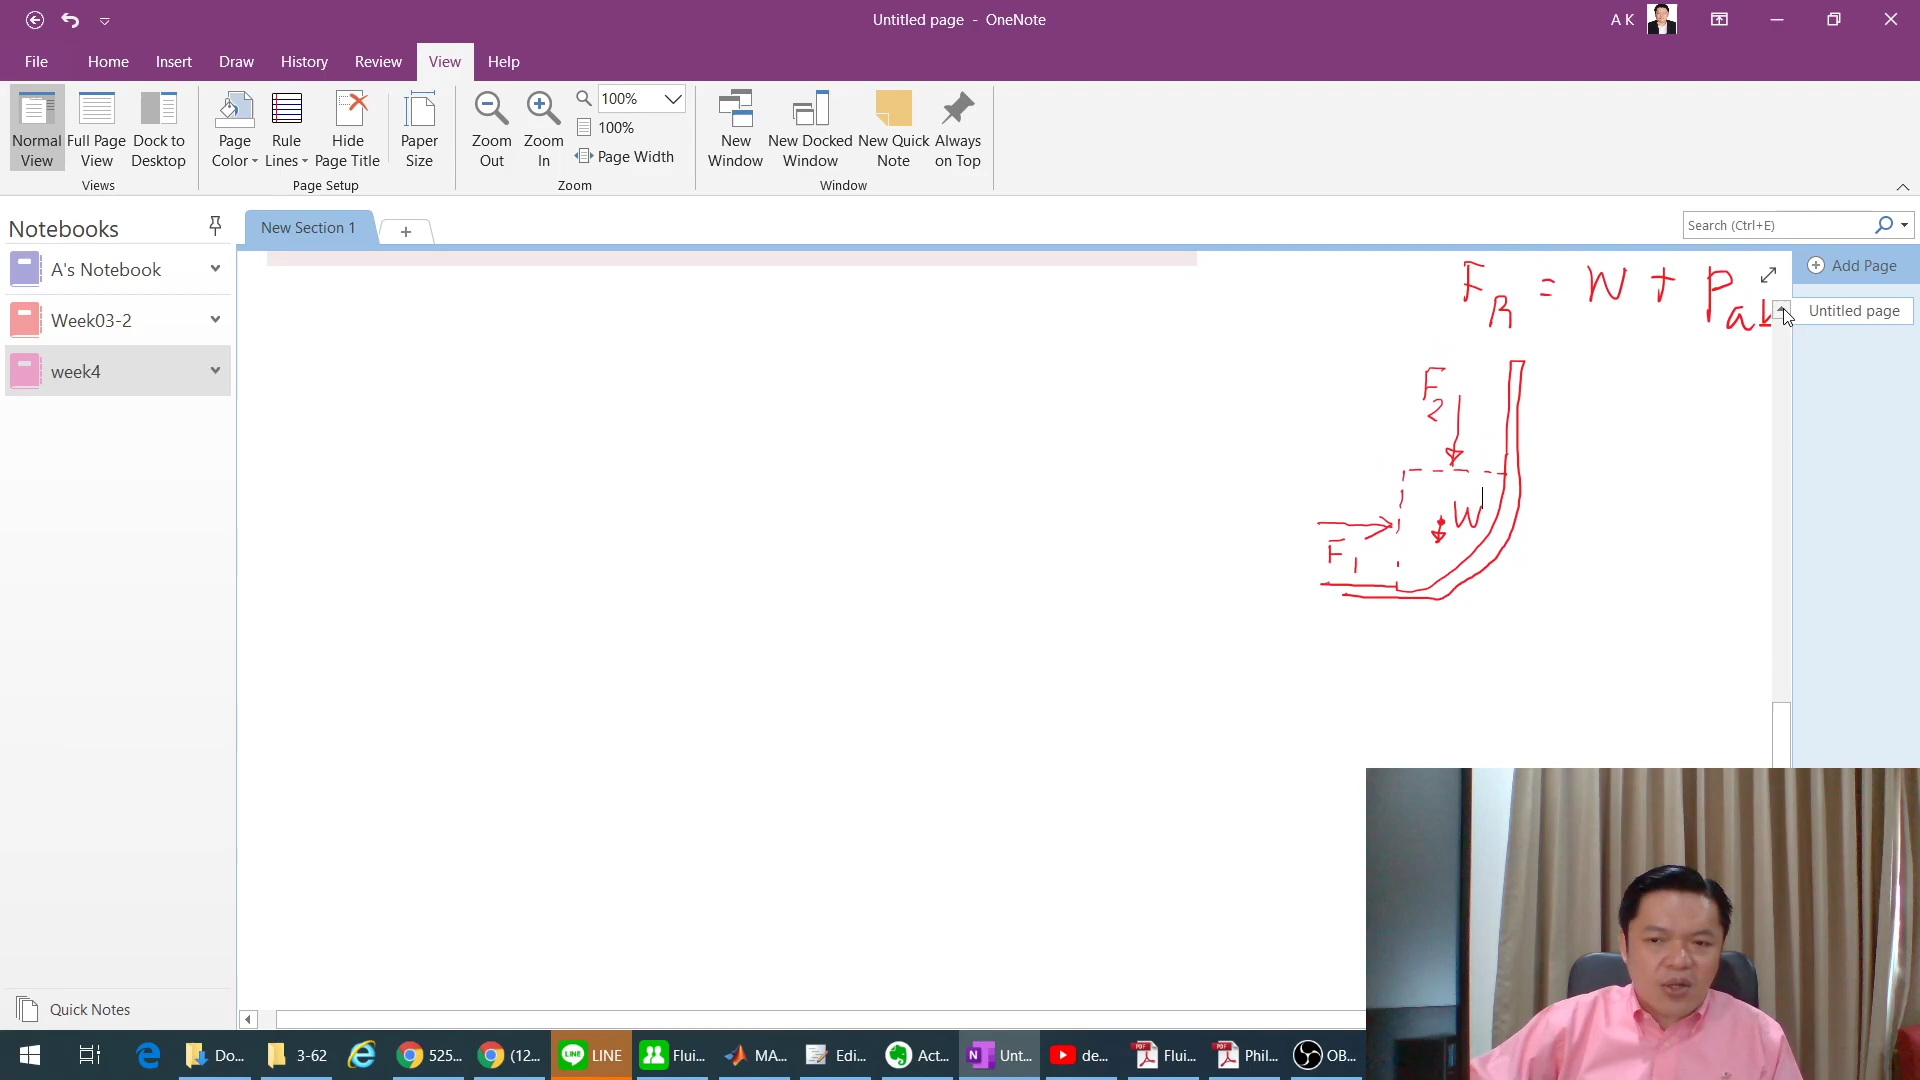 Untitled page - OneNote
A K
File Home Insert Draw History Review View Help
Normal View
Full Page View
Dock to Desktop
Views
Page Color
Rule Lines
Hide Page Title
Paper Size
Page Setup
Zoom Out
Zoom In
100%
100%
Page Width
Zoom
New Window
New Docked Window
New Quick Note
Always on Top
Window
Notebooks
New Section 1
+
Search (Ctrl+E)
A's Notebook
Week03-2
week4
Add Page
Untitled page
F_R = W + P_a
F_2
W
F_1
Quick Notes
Do...
3-62
525...
(12...
LINE
Flui...
MA...
Edi...
Act...
Unt...
de...
Flui...
Phil...
OB...